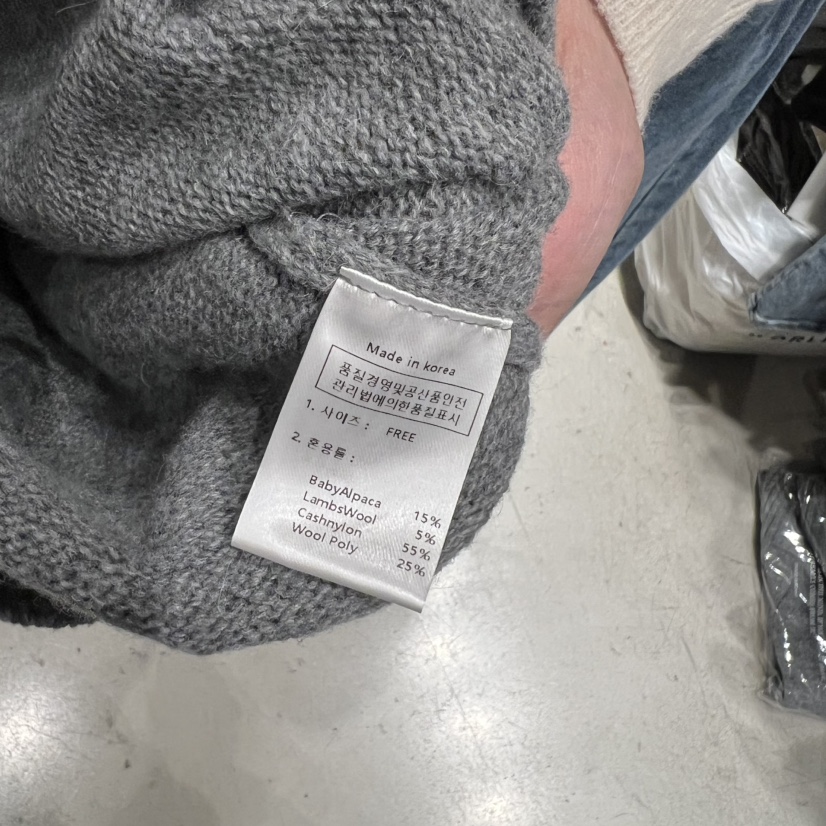 Made in korea
품질경영및공산품안전
관리법에의한품질표시
1. 사이즈 : FREE
2. 혼용률 :
BabyAlpaca 15%
LambsWool 5%
Cashnylon 55%
Wool Poly 25%